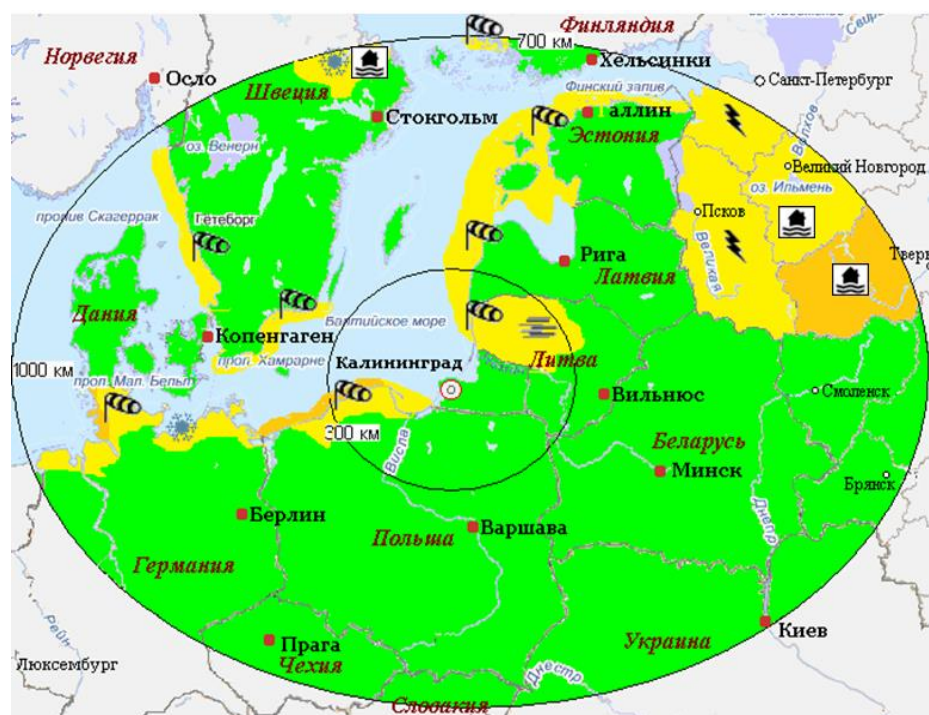 Финляндия
700 км
Норвегия
Хельсинки
Осло
Санкт-Петербург
Швеция
Финский залив
Стокгольм
аллин
Эстония
Волхов
оз. Венерн
Великий Новгород
оз. Ильмень
пролив Скагеррак
Гетеборг
Псков
Великая
Рига
Латвия
Тверь
Дания
Балтийское море
Копенгаген
прол. Хамрарне
Литва
Калининград
1000 км
прол. Мал. Бельт
Вильнюс
Смоленск
300 км
Висла
Беларусь
Минск
Брянск
Берлин
Польша
Варшава
Днепр
Германия
Рейн
Прага
Украина
Киев
Люксембург
Чехия
Днестр
Словакия